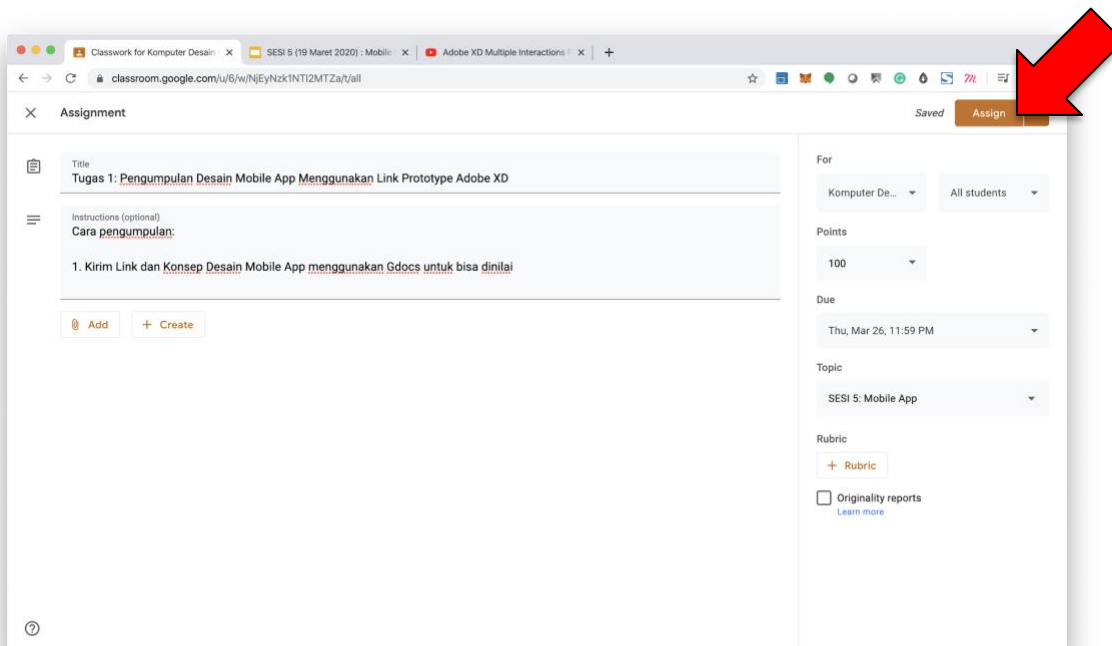 Classwork for Komputer Desain
SESI 5 (19 Maret 2020) : Mobile
Adobe XD Multiple Interactions
classroom.google.com/u/6/w/NjEyNzk1NTI2MTZa/t/all
Assignment
Saved
Assign
Title
Tugas 1: Pengumpulan Desain Mobile App Menggunakan Link Prototype Adobe XD
Instructions (optional)
Cara pengumpulan:
1. Kirim Link dan Konsep Desain Mobile App menggunakan Gdocs untuk bisa dinilai
Add
+ Create
For
Komputer De...
All students
Points
100
Due
Thu, Mar 26, 11:59 PM
Topic
SESI 5: Mobile App
Rubric
+ Rubric
Originality reports
Learn more